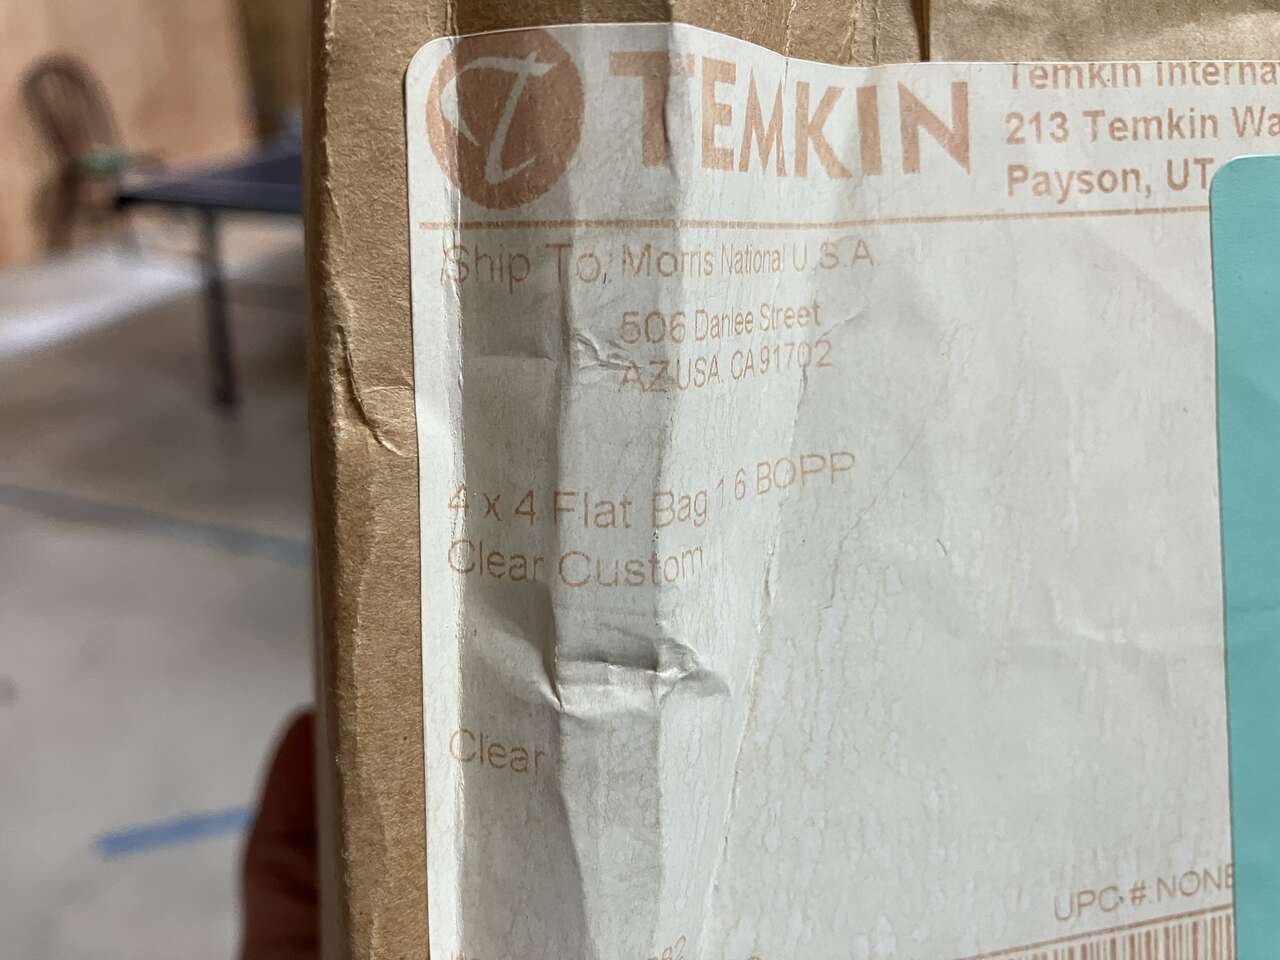 TEMKIN
Temkin Interna
213 Temkin Wa
Payson, UT
Ship To, Morris National U.S.A.
506 Danlee Street
AZUSA. CA 91702
4 x 4 Flat Bag 1.6 BOPP
Clear Custom
Clear
UPC #: NONE
82